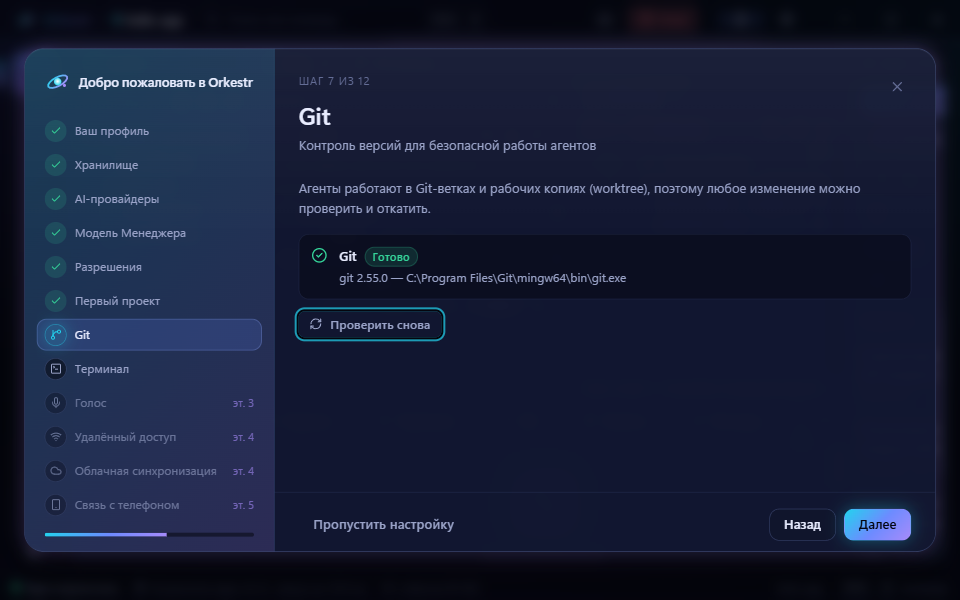 Добро пожаловать в Orkestr
Ваш профиль
Хранилище
AI-провайдеры
Модель Менеджера
Разрешения
Первый проект
Git
Терминал
Голос эт. 3
Удалённый доступ эт. 4
Облачная синхронизация эт. 4
Связь с телефоном эт. 5
ШАГ 7 ИЗ 12
Git
Контроль версий для безопасной работы агентов
Агенты работают в Git-ветках и рабочих копиях (worktree), поэтому любое изменение можно
проверить и откатить.
Git Готово
git 2.55.0 — C:\Program Files\Git\mingw64\bin\git.exe
Проверить снова
Пропустить настройку
Назад
Далее